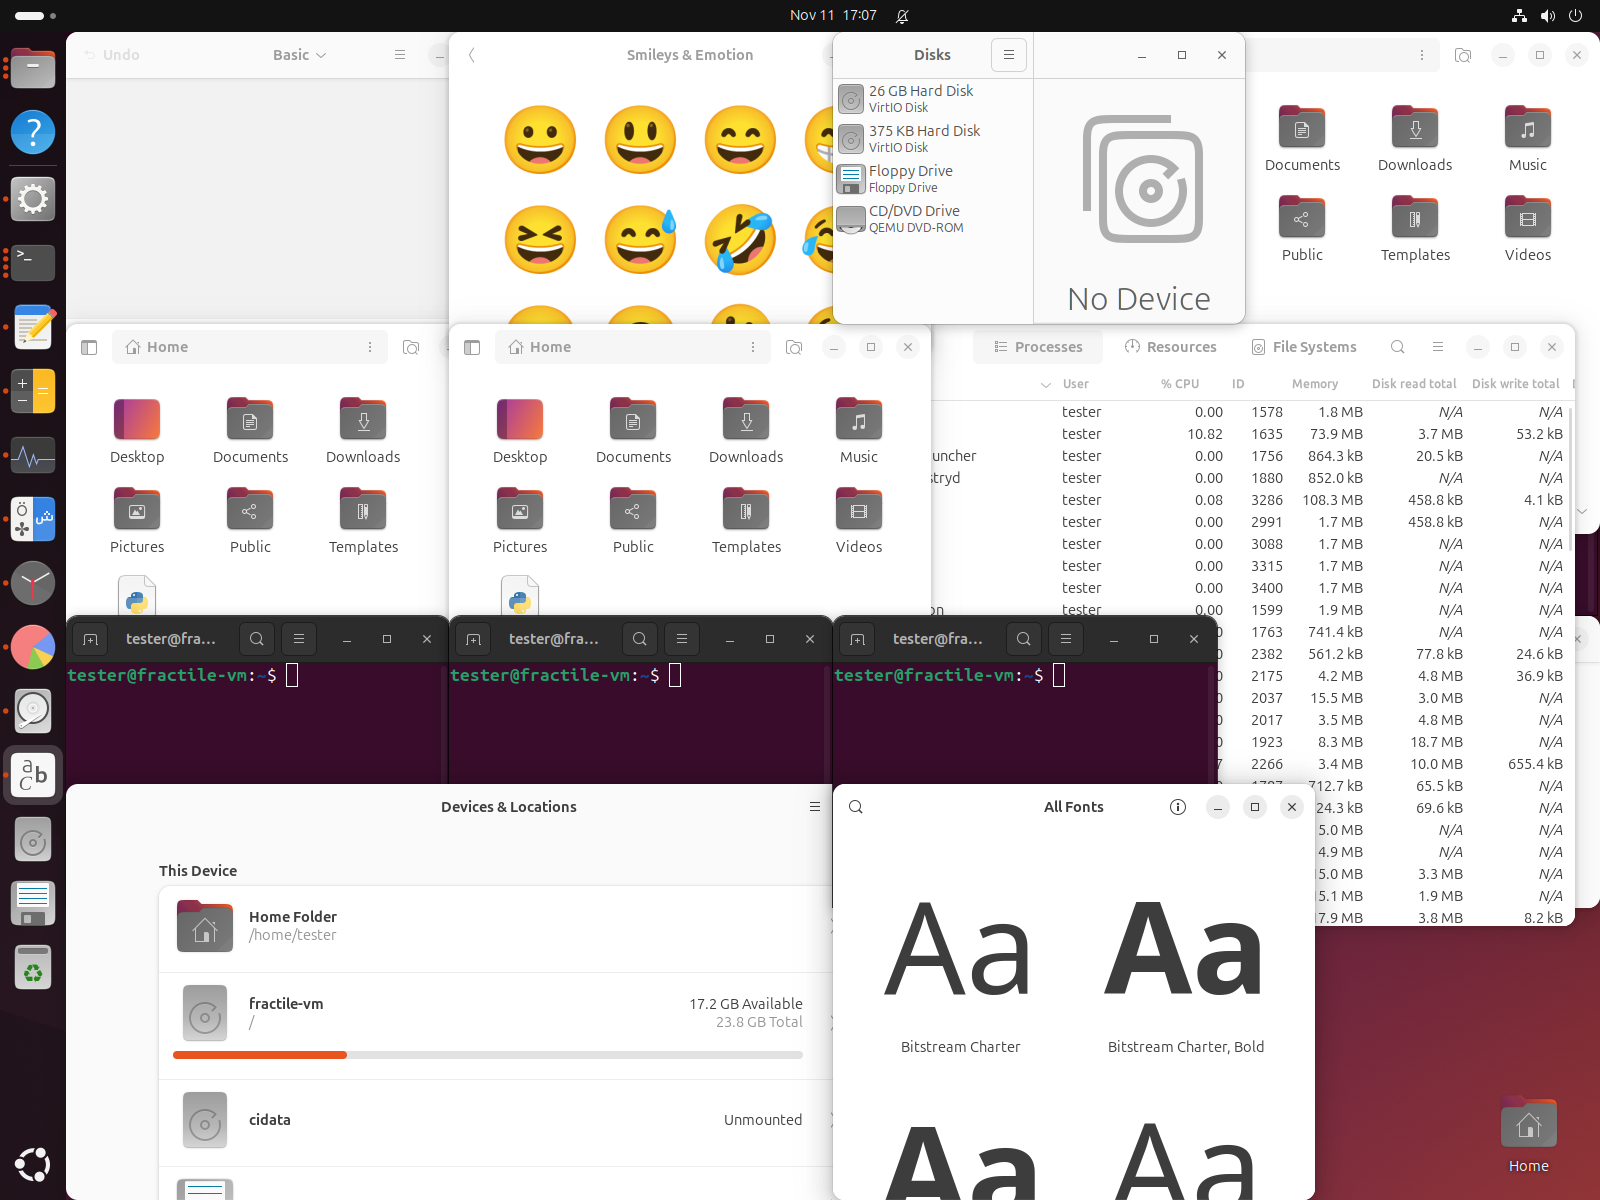 Nov 11 17:07
Undo
Basic
Smileys & Emotion
Disks
26 GB Hard Disk
VirtIO Disk
375 KB Hard Disk
VirtIO Disk
Floppy Drive
Floppy Drive
CD/DVD Drive
QEMU DVD-ROM
No Device
Documents
Downloads
Music
Public
Templates
Videos
Home
Desktop
Documents
Downloads
Pictures
Public
Templates
Home
Desktop
Documents
Downloads
Music
Pictures
Public
Templates
Videos
Processes
Resources
File Systems
User % CPU ID Memory Disk read total Disk write total
tester 0.00 1578 1.8 MB N/A N/A
tester 10.82 1635 73.9 MB 3.7 MB 53.2 kB
uncher tester 0.00 1756 864.3 kB 20.5 kB N/A
stryd tester 0.00 1880 852.0 kB N/A N/A
tester 0.08 3286 108.3 MB 458.8 kB 4.1 kB
tester 0.00 2991 1.7 MB 458.8 kB N/A
tester 0.00 3088 1.7 MB N/A N/A
tester 0.00 3315 1.7 MB N/A N/A
tester 0.00 3400 1.7 MB N/A N/A
on tester 0.00 1599 1.9 MB N/A N/A
1763 741.4 kB N/A N/A
2382 561.2 kB 77.8 kB 24.6 kB
2175 4.2 MB 4.8 MB 36.9 kB
2037 15.5 MB 3.0 MB N/A
2017 3.5 MB 4.8 MB N/A
1923 8.3 MB 18.7 MB N/A
2266 3.4 MB 10.0 MB 655.4 kB
712.7 kB 65.5 kB N/A
24.3 kB 69.6 kB N/A
5.0 MB N/A N/A
4.9 MB N/A N/A
15.0 MB 3.3 MB N/A
15.1 MB 1.9 MB N/A
17.9 MB 3.8 MB 8.2 kB
tester@fra...
tester@fractile-vm:~$
tester@fra...
tester@fractile-vm:~$
tester@fra...
tester@fractile-vm:~$
Devices & Locations
This Device
Home Folder
/home/tester
fractile-vm
/
17.2 GB Available
23.8 GB Total
cidata
Unmounted
All Fonts
Aa
Bitstream Charter
Aa
Bitstream Charter, Bold
Aa
Aa
Home